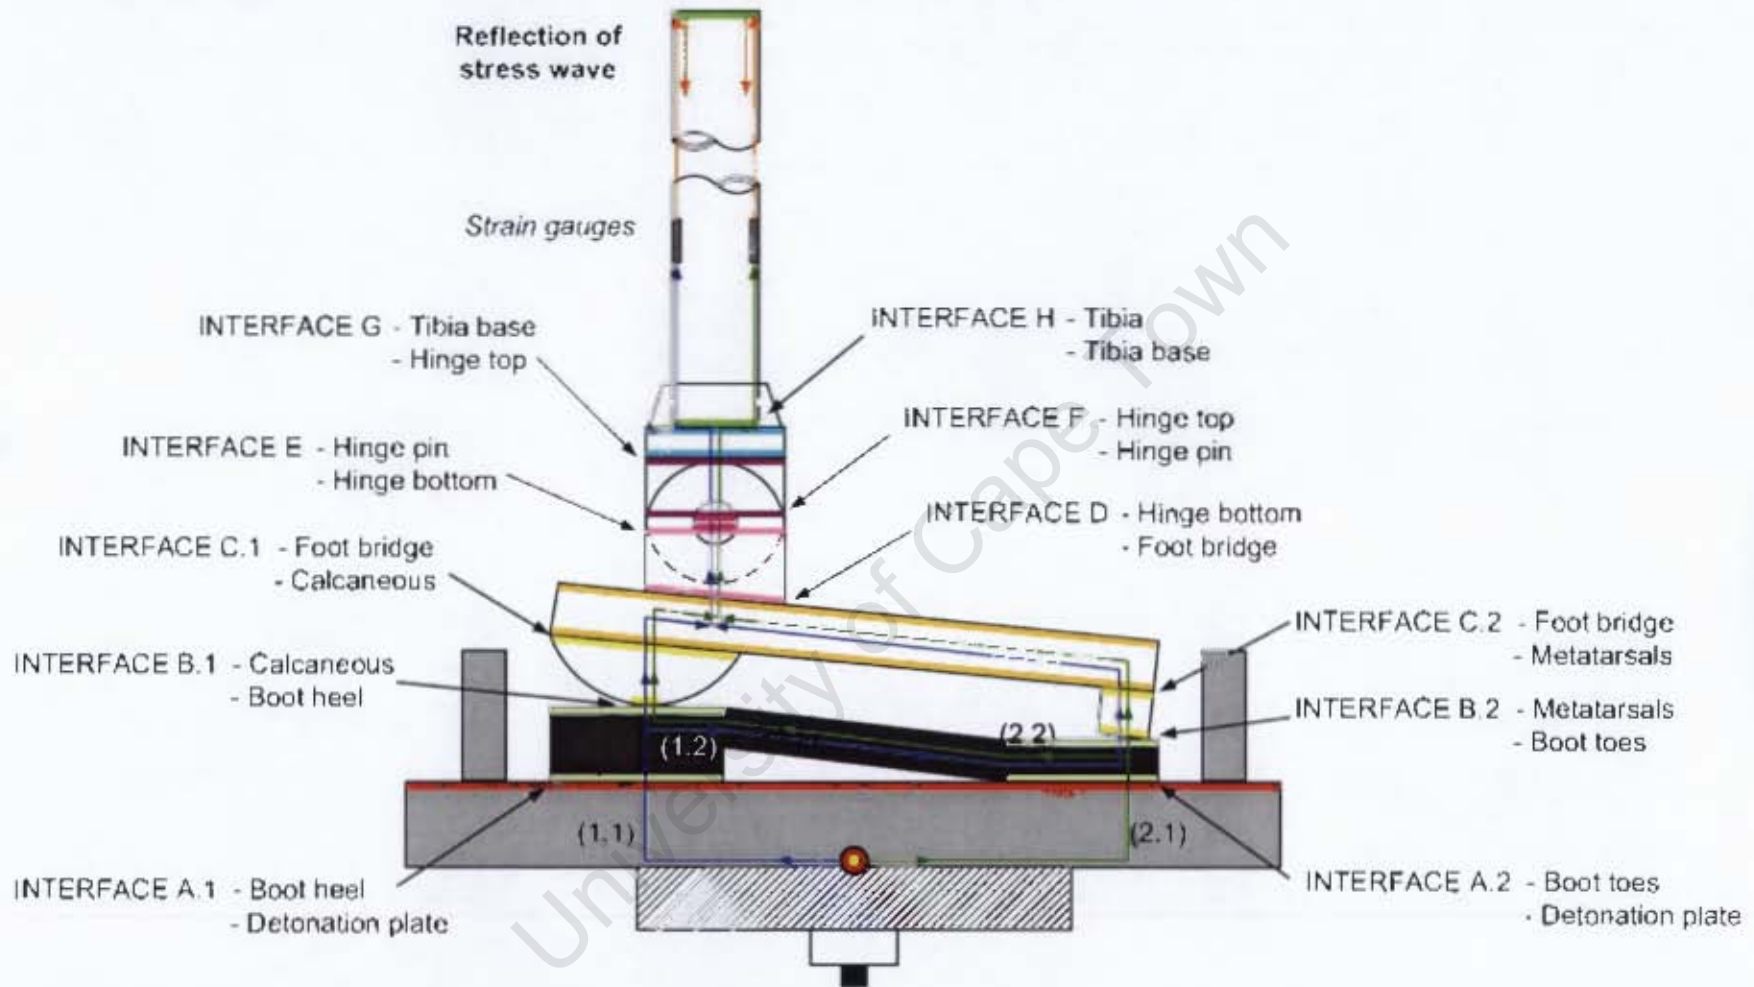 Reflection of
stress wave
Strain gauges
INTERFACE G - Tibia base
- Hinge top
INTERFACE H - Tibia
- Tibia base
INTERFACE E - Hinge pin
- Hinge bottom
INTERFACE F - Hinge top
- Hinge pin
INTERFACE C.1 - Foot bridge
- Calcaneous
INTERFACE D - Hinge bottom
- Foot bridge
INTERFACE B.1 - Calcaneous
- Boot heel
INTERFACE C.2 - Foot bridge
- Metatarsals
INTERFACE B.2 - Metatarsals
- Boot toes
(1.2)
(2.2)
(1.1)
(2.1)
INTERFACE A.1 - Boot heel
- Detonation plate
INTERFACE A.2 - Boot toes
- Detonation plate
University of Cape Town